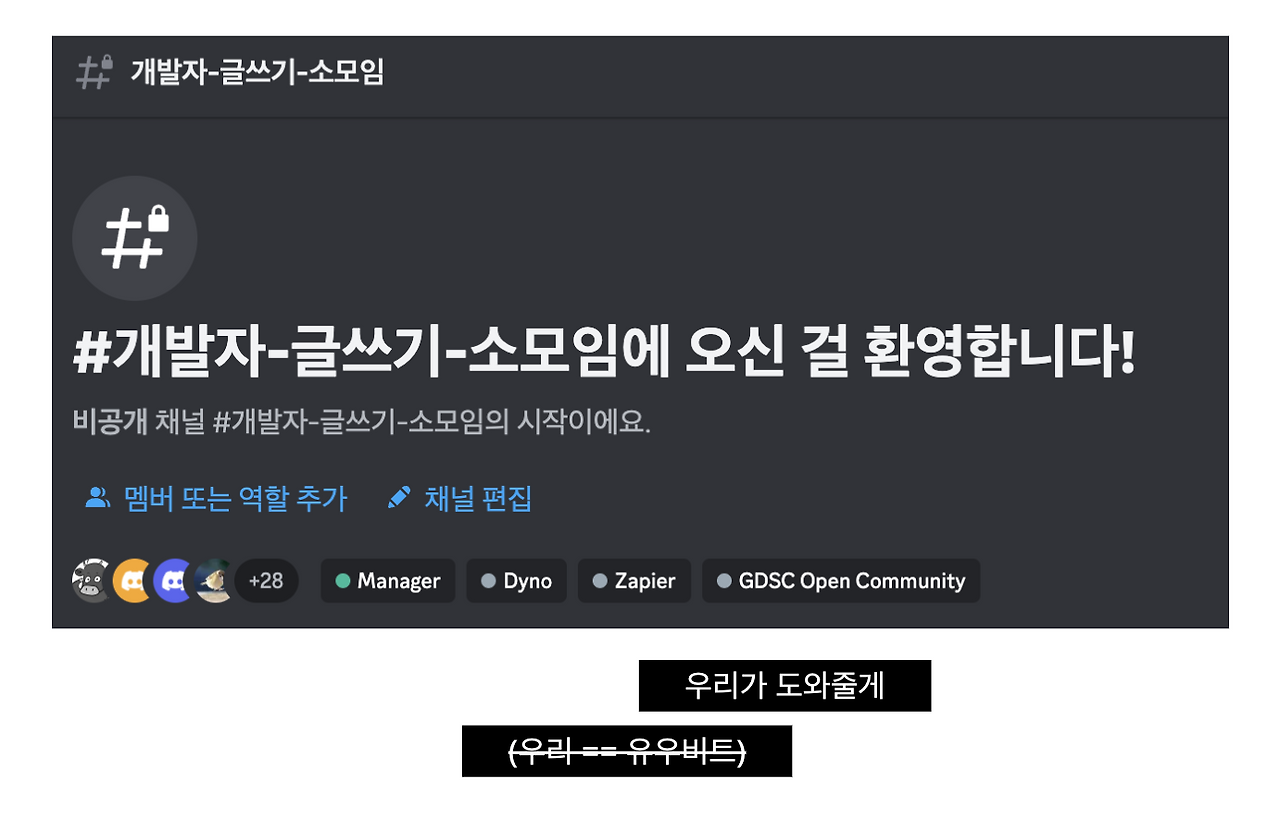 개발자-글쓰기-소모임
#개발자-글쓰기-소모임에 오신 걸 환영합니다!
비공개 채널 #개발자-글쓰기-소모임의 시작이에요.
멤버 또는 역할 추가 채널 편집
+28 Manager Dyno Zapier GDSC Open Community
우리가 도와줄게
(우리 == 유우비트)